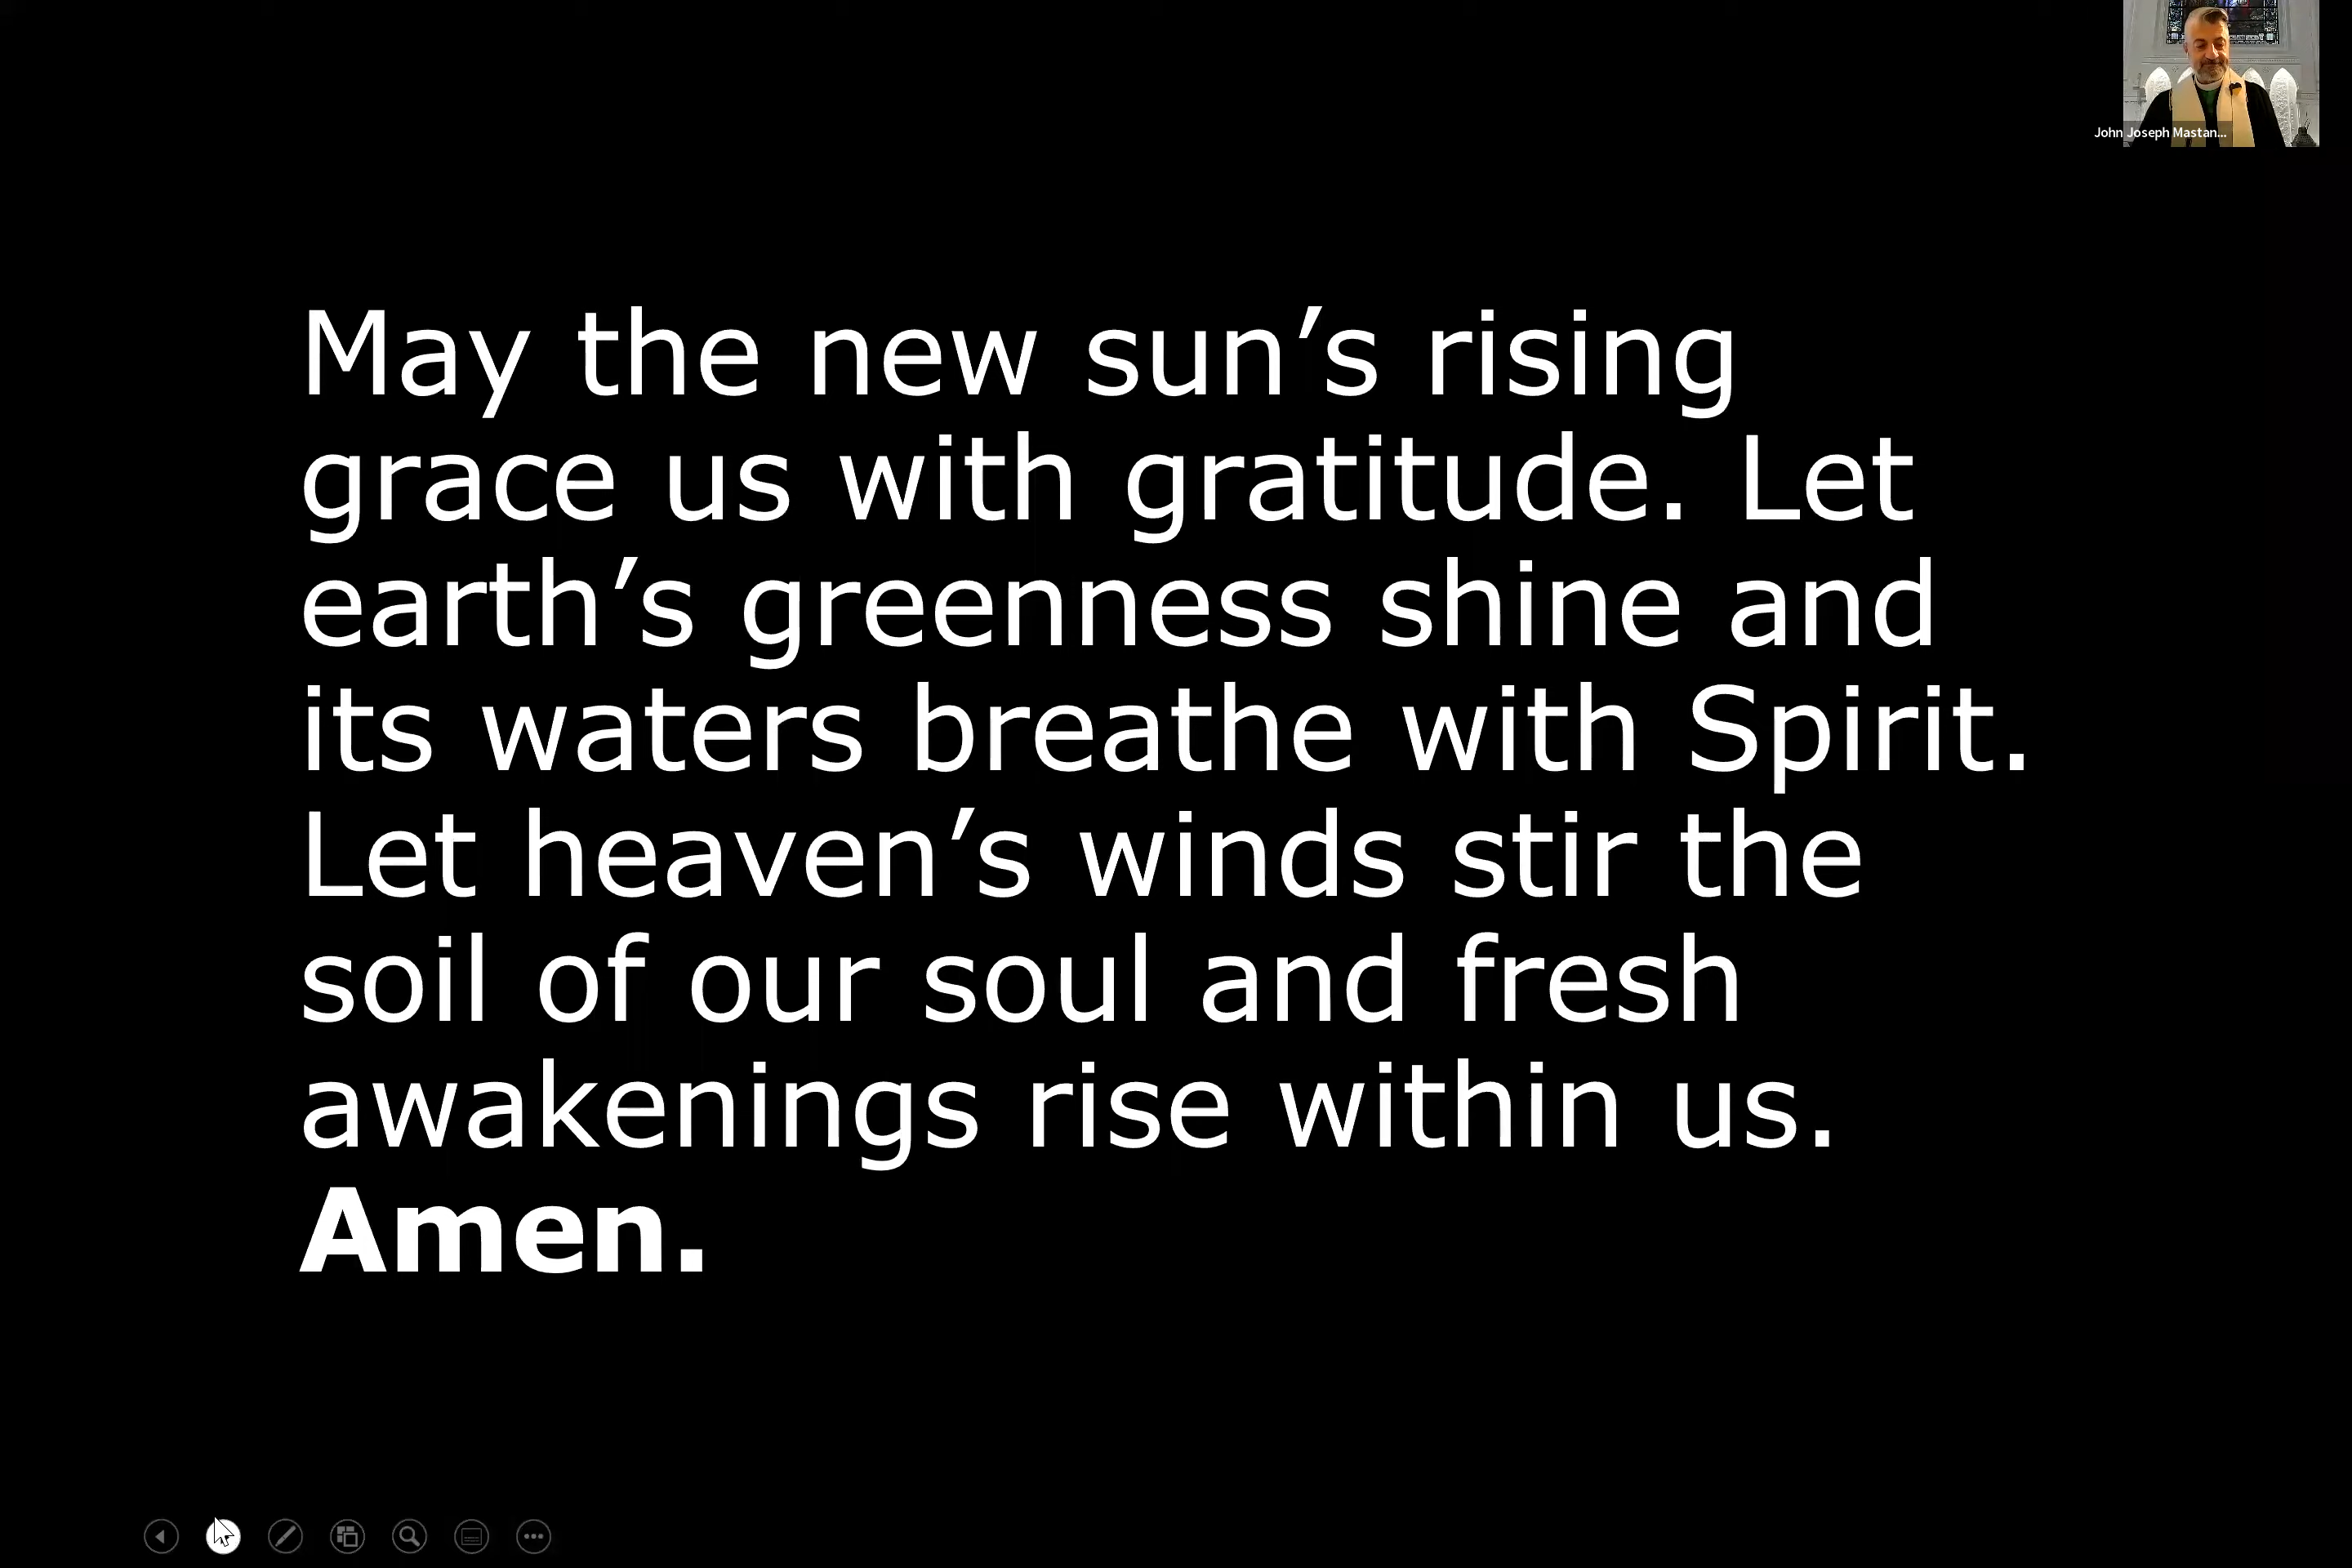 John Joseph Mastan...
May the new sun’s rising
grace us with gratitude. Let
earth’s greenness shine and
its waters breathe with Spirit.
Let heaven’s winds stir the
soil of our soul and fresh
awakenings rise within us.
Amen.